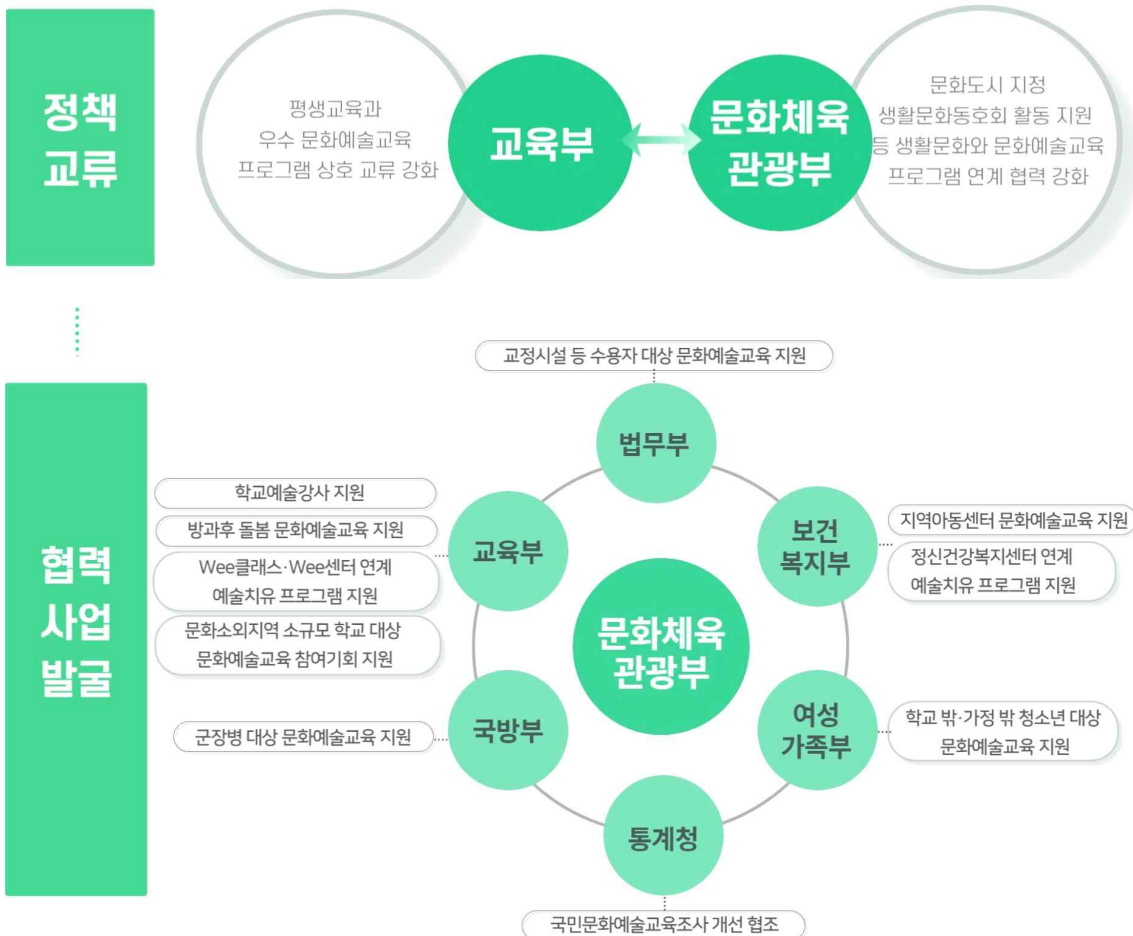 정책
교류
평생교육과
우수 문화예술교육
프로그램 상호 교류 강화
교육부
문화체육
관광부
문화도시 지정
생활문화동호회 활동 지원
등 생활문화와 문화예술교육
프로그램 연계 협력 강화
협력
사업
발굴
교정시설 등 수용자 대상 문화예술교육 지원
법무부
학교예술강사 지원
방과후 돌봄 문화예술교육 지원
Wee클래스·Wee센터 연계
예술치유 프로그램 지원
문화소외지역 소규모 학교 대상
문화예술교육 참여기회 지원
교육부
보건
복지부
지역아동센터 문화예술교육 지원
정신건강복지센터 연계
예술치유 프로그램 지원
문화체육
관광부
군장병 대상 문화예술교육 지원
국방부
여성
가족부
학교 밖·가정 밖 청소년 대상
문화예술교육 지원
통계청
국민문화예술교육조사 개선 협조